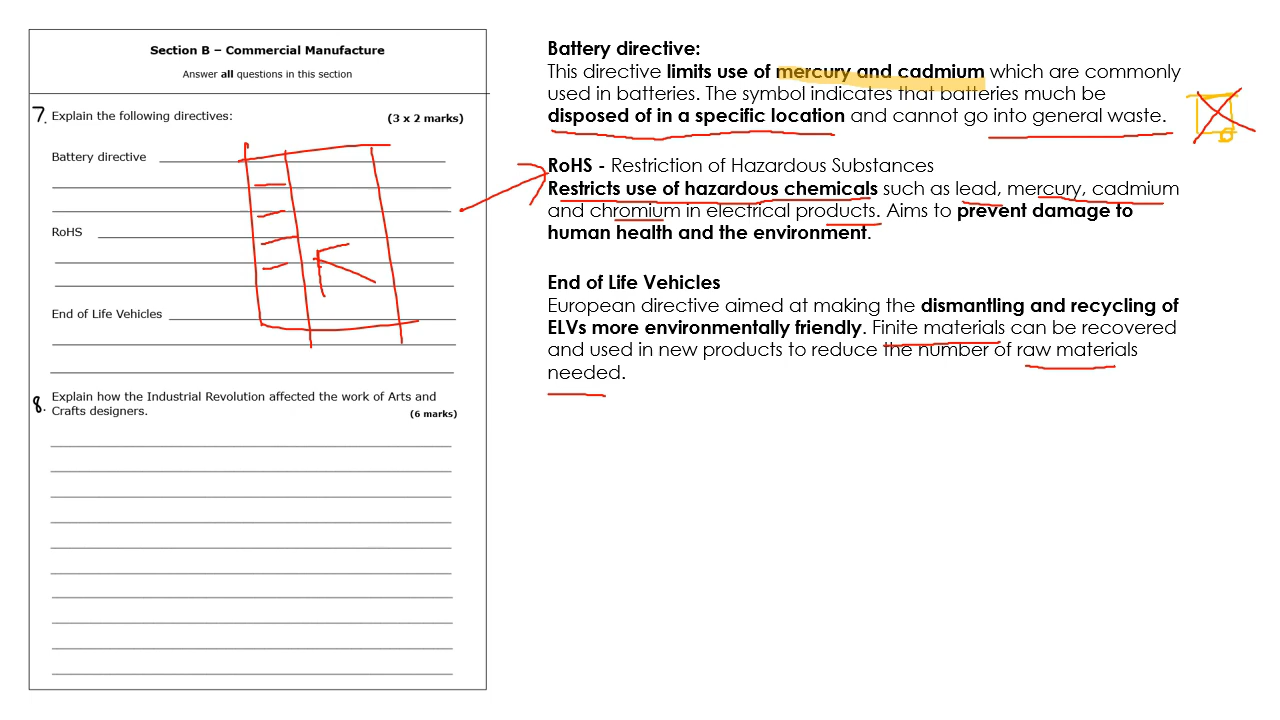 Section B – Commercial Manufacture
Answer all questions in this section
7. Explain the following directives:
(3 x 2 marks)
Battery directive
RoHS
End of Life Vehicles
8. Explain how the Industrial Revolution affected the work of Arts and
Crafts designers.
(6 marks)
Battery directive:
This directive limits use of mercury and cadmium which are commonly
used in batteries. The symbol indicates that batteries much be
disposed of in a specific location and cannot go into general waste.
RoHS - Restriction of Hazardous Substances
Restricts use of hazardous chemicals such as lead, mercury, cadmium
and chromium in electrical products. Aims to prevent damage to
human health and the environment.
End of Life Vehicles
European directive aimed at making the dismantling and recycling of
ELVs more environmentally friendly. Finite materials can be recovered
and used in new products to reduce the number of raw materials
needed.